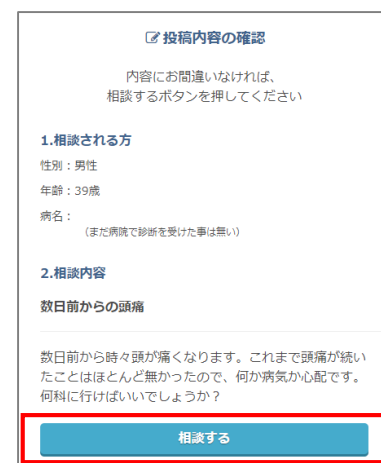 投稿内容の確認
内容にお間違いなければ、
相談するボタンを押してください
1.相談される方
性別：男性
年齢：39歳
病名：
（まだ病院で診断を受けた事は無い）
2.相談内容
数日前からの頭痛
数日前から時々頭が痛くなります。これまで頭痛が続い
たことはほとんど無かったので、何か病気か心配です。
何科に行けばいいでしょうか？
相談する